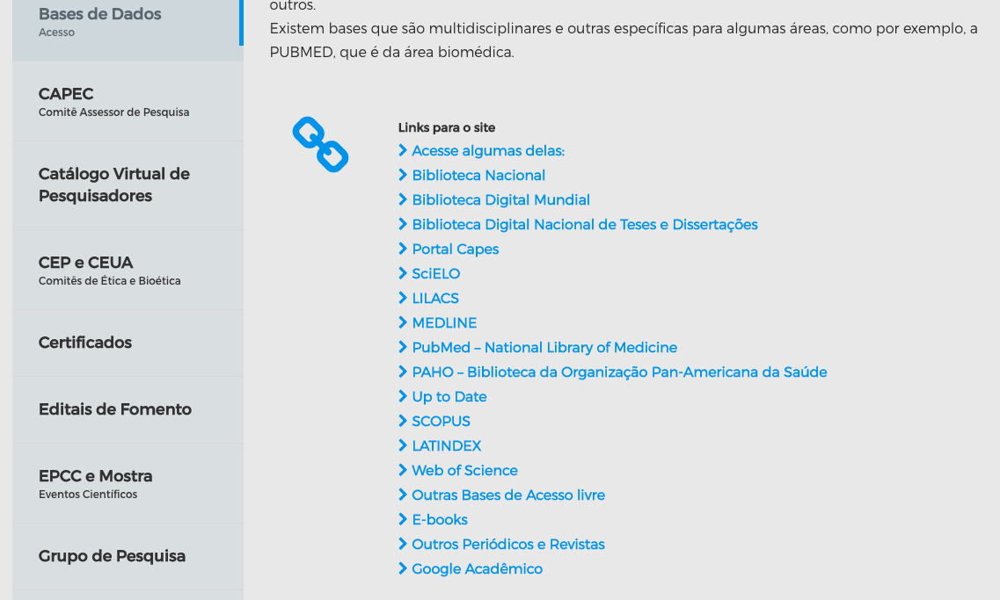 Bases de Dados
Acesso
CAPEC
Comitê Assessor de Pesquisa
Catálogo Virtual de
Pesquisadores
CEP e CEUA
Comitês de Ética e Bioética
Certificados
Editais de Fomento
EPCC e Mostra
Eventos Científicos
Grupo de Pesquisa
outros.
Existem bases que são multidisciplinares e outras específicas para algumas áreas, como por exemplo, a
PUBMED, que é da área biomédica.
Links para o site
Acesse algumas delas:
Biblioteca Nacional
Biblioteca Digital Mundial
Biblioteca Digital Nacional de Teses e Dissertações
Portal Capes
SciELO
LILACS
MEDLINE
PubMed – National Library of Medicine
PAHO – Biblioteca da Organização Pan-Americana da Saúde
Up to Date
SCOPUS
LATINDEX
Web of Science
Outras Bases de Acesso livre
E-books
Outros Periódicos e Revistas
Google Acadêmico